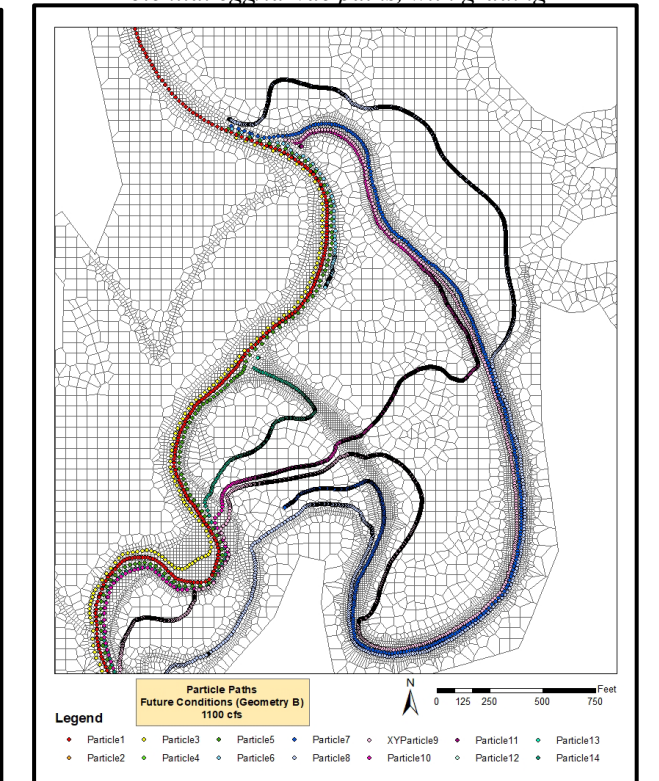 Particle Paths
Future Conditions (Geometry B)
1100 cfs
N
Feet
0 125 250 500 750
Legend
Particle1 Particle3 Particle5 Particle7 XYParticle9 Particle11 Particle13
Particle2 Particle4 Particle6 Particle8 Particle10 Particle12 Particle14